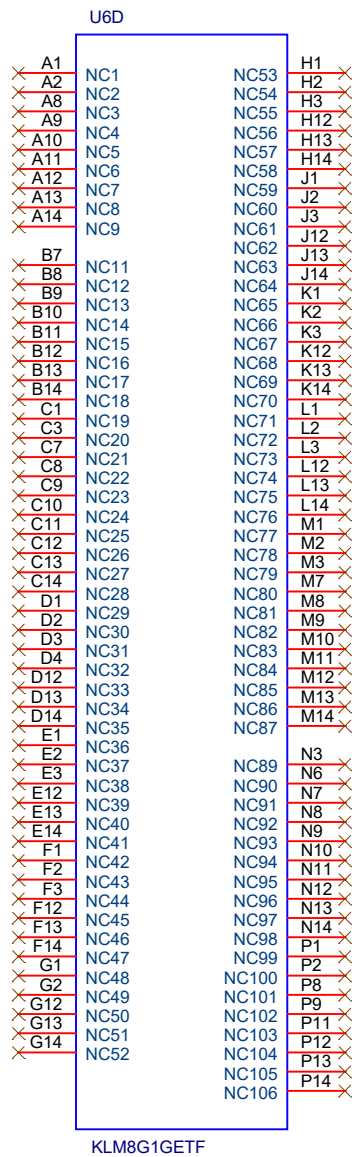 U6D
A1 NC1 NC53 H1
A2 NC2 NC54 H2
A8 NC3 NC55 H3
A9 NC4 NC56 H12
A10 NC5 NC57 H13
A11 NC6 NC58 H14
A12 NC7 NC59 J1
A13 NC8 NC60 J2
A14 NC9 NC61 J3
NC62 J12
B7 NC11 NC63 J13
B8 NC12 NC64 J14
B9 NC13 NC65 K1
B10 NC14 NC66 K2
B11 NC15 NC67 K3
B12 NC16 NC68 K12
B13 NC17 NC69 K13
B14 NC18 NC70 K14
C1 NC19 NC71 L1
C3 NC20 NC72 L2
C7 NC21 NC73 L3
C8 NC22 NC74 L12
C9 NC23 NC75 L13
C10 NC24 NC76 L14
C11 NC25 NC77 M1
C12 NC26 NC78 M2
C13 NC27 NC79 M3
C14 NC28 NC80 M7
D1 NC29 NC81 M8
D2 NC30 NC82 M9
D3 NC31 NC83 M10
D4 NC32 NC84 M11
D12 NC33 NC85 M12
D13 NC34 NC86 M13
D14 NC35 NC87 M14
E1 NC36
E2 NC37 NC89 N3
E3 NC38 NC90 N6
E12 NC39 NC91 N7
E13 NC40 NC92 N8
E14 NC41 NC93 N9
F1 NC42 NC94 N10
F2 NC43 NC95 N11
F3 NC44 NC96 N12
F12 NC45 NC97 N13
F13 NC46 NC98 N14
F14 NC47 NC99 P1
G1 NC48 NC100 P2
G2 NC49 NC101 P8
G12 NC50 NC102 P9
G13 NC51 NC103 P11
G14 NC52 NC104 P12
NC105 P13
NC106 P14
KLM8G1GETF